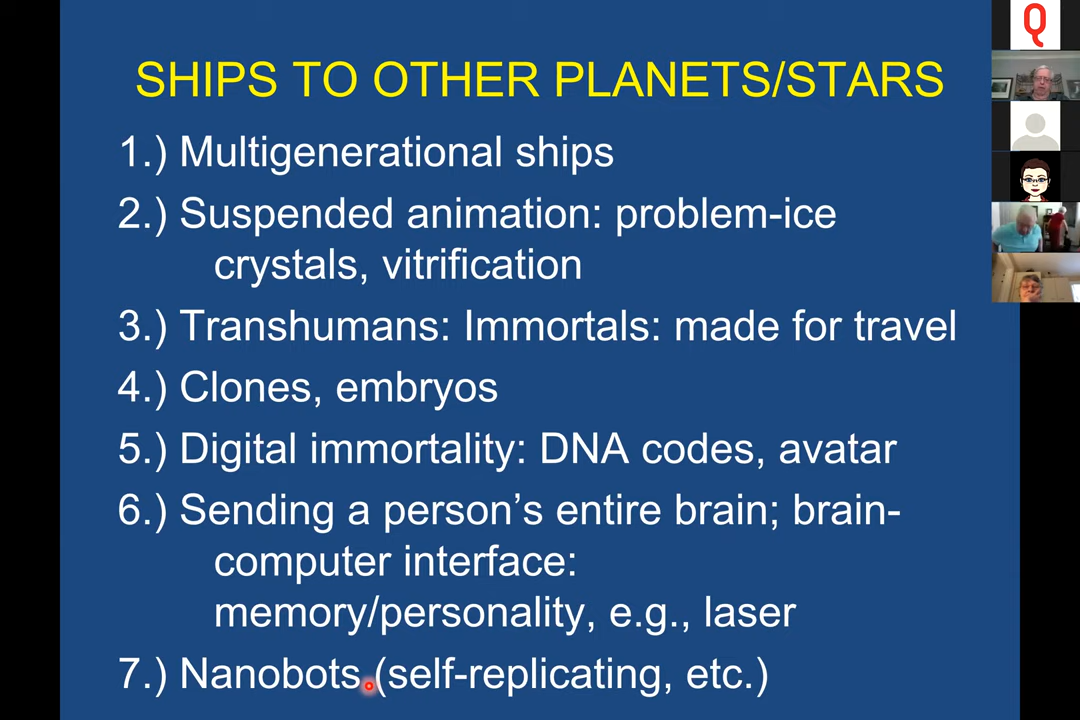 SHIPS TO OTHER PLANETS/STARS
1.) Multigenerational ships
2.) Suspended animation: problem-ice
crystals, vitrification
3.) Transhumans: Immortals: made for travel
4.) Clones, embryos
5.) Digital immortality: DNA codes, avatar
6.) Sending a person’s entire brain; brain-
computer interface:
memory/personality, e.g., laser
7.) Nanobots (self-replicating, etc.)
Q